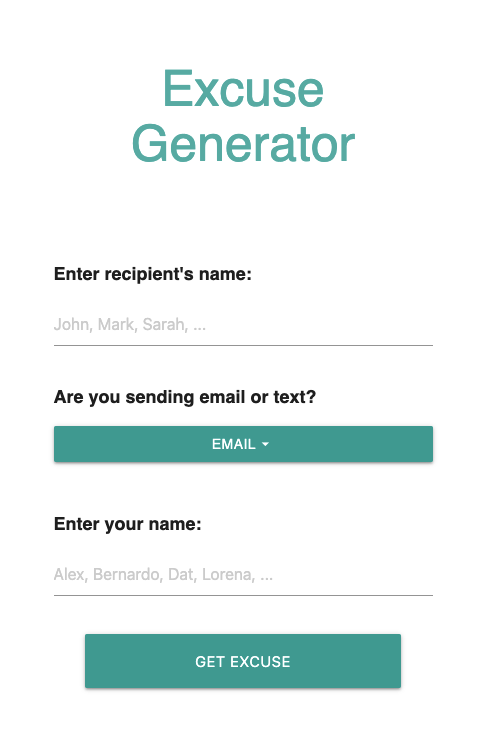 Excuse
Generator
Enter recipient's name:
John, Mark, Sarah, ...
Are you sending email or text?
EMAIL
Enter your name:
Alex, Bernardo, Dat, Lorena, ...
GET EXCUSE